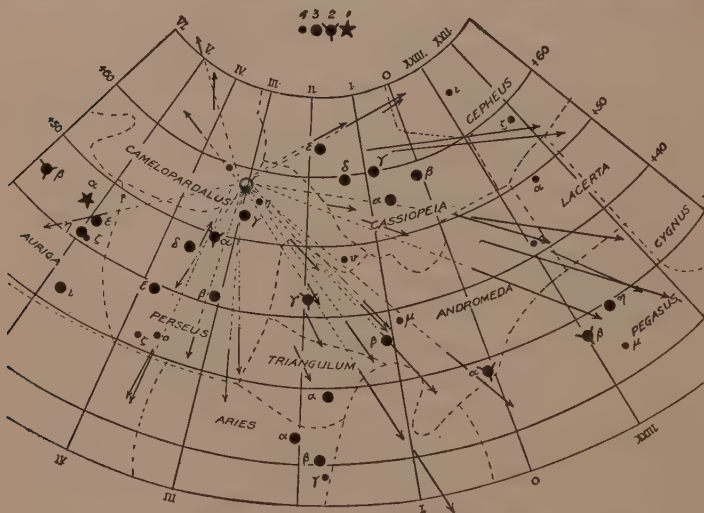 4 3 2 1
VI. V. IV. III. II I O XXIII. XXII.
+60 +60
+50 +50
+40
CEPHEUS
LACERTA
CYGNUS
CAMELOPARDALUS
CASSIOPEIA
AURIGA
PERSEUS
ANDROMEDA
PEGASUS
TRIANGULUM
ARIES
β
α
η
ε
ζ
ι
ε
δ
γ
β
α
ι
ζ
α
η
γ
δ
α
ε
β
ζ
ο
ν
γ
μ
β
α
η
β
μ
α
α
β
γ
IV III I O XXIII